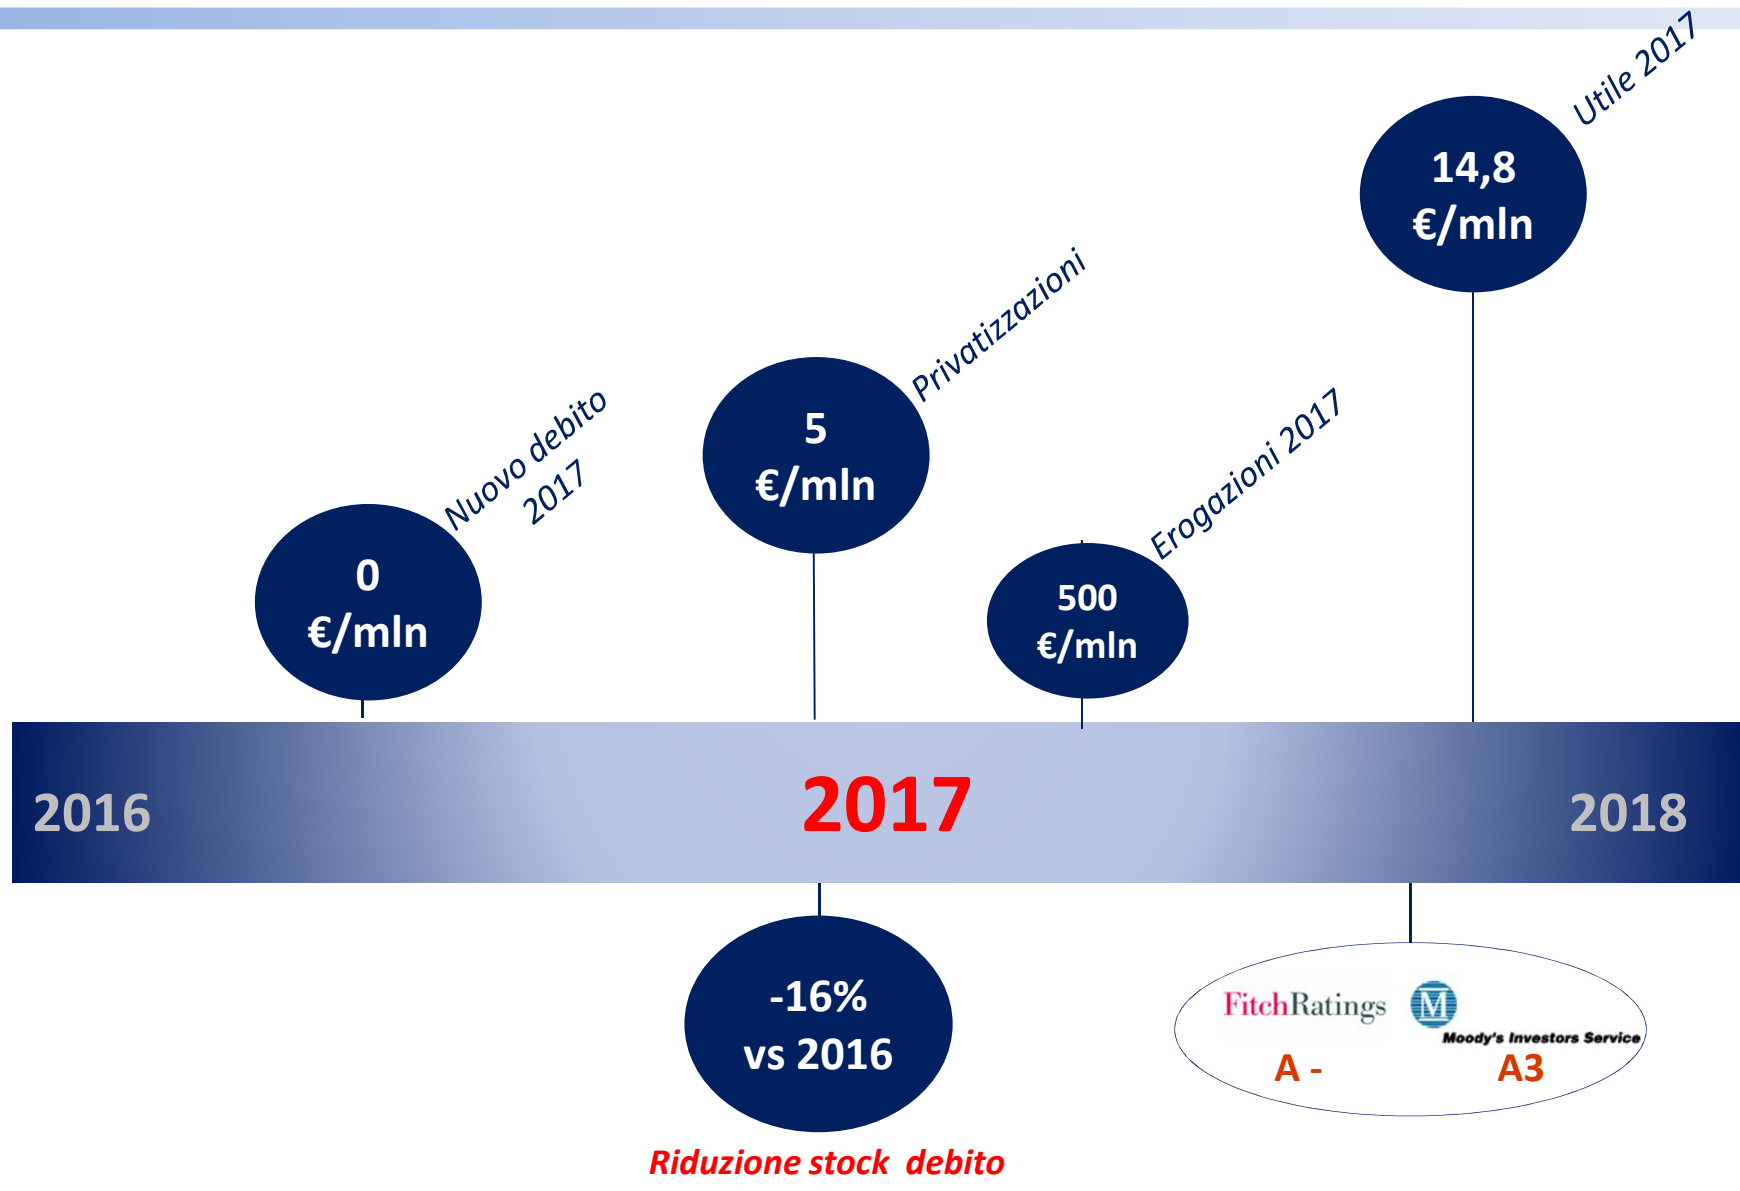 Utile 2017
14,8
€/mln
Privatizzazioni
5
€/mln
Nuovo debito
2017
0
€/mln
Erogazioni 2017
500
€/mln
2016
2017
2018
-16%
vs 2016
Riduzione stock debito
FitchRatings
M
Moody's Investors Service
A -
A3